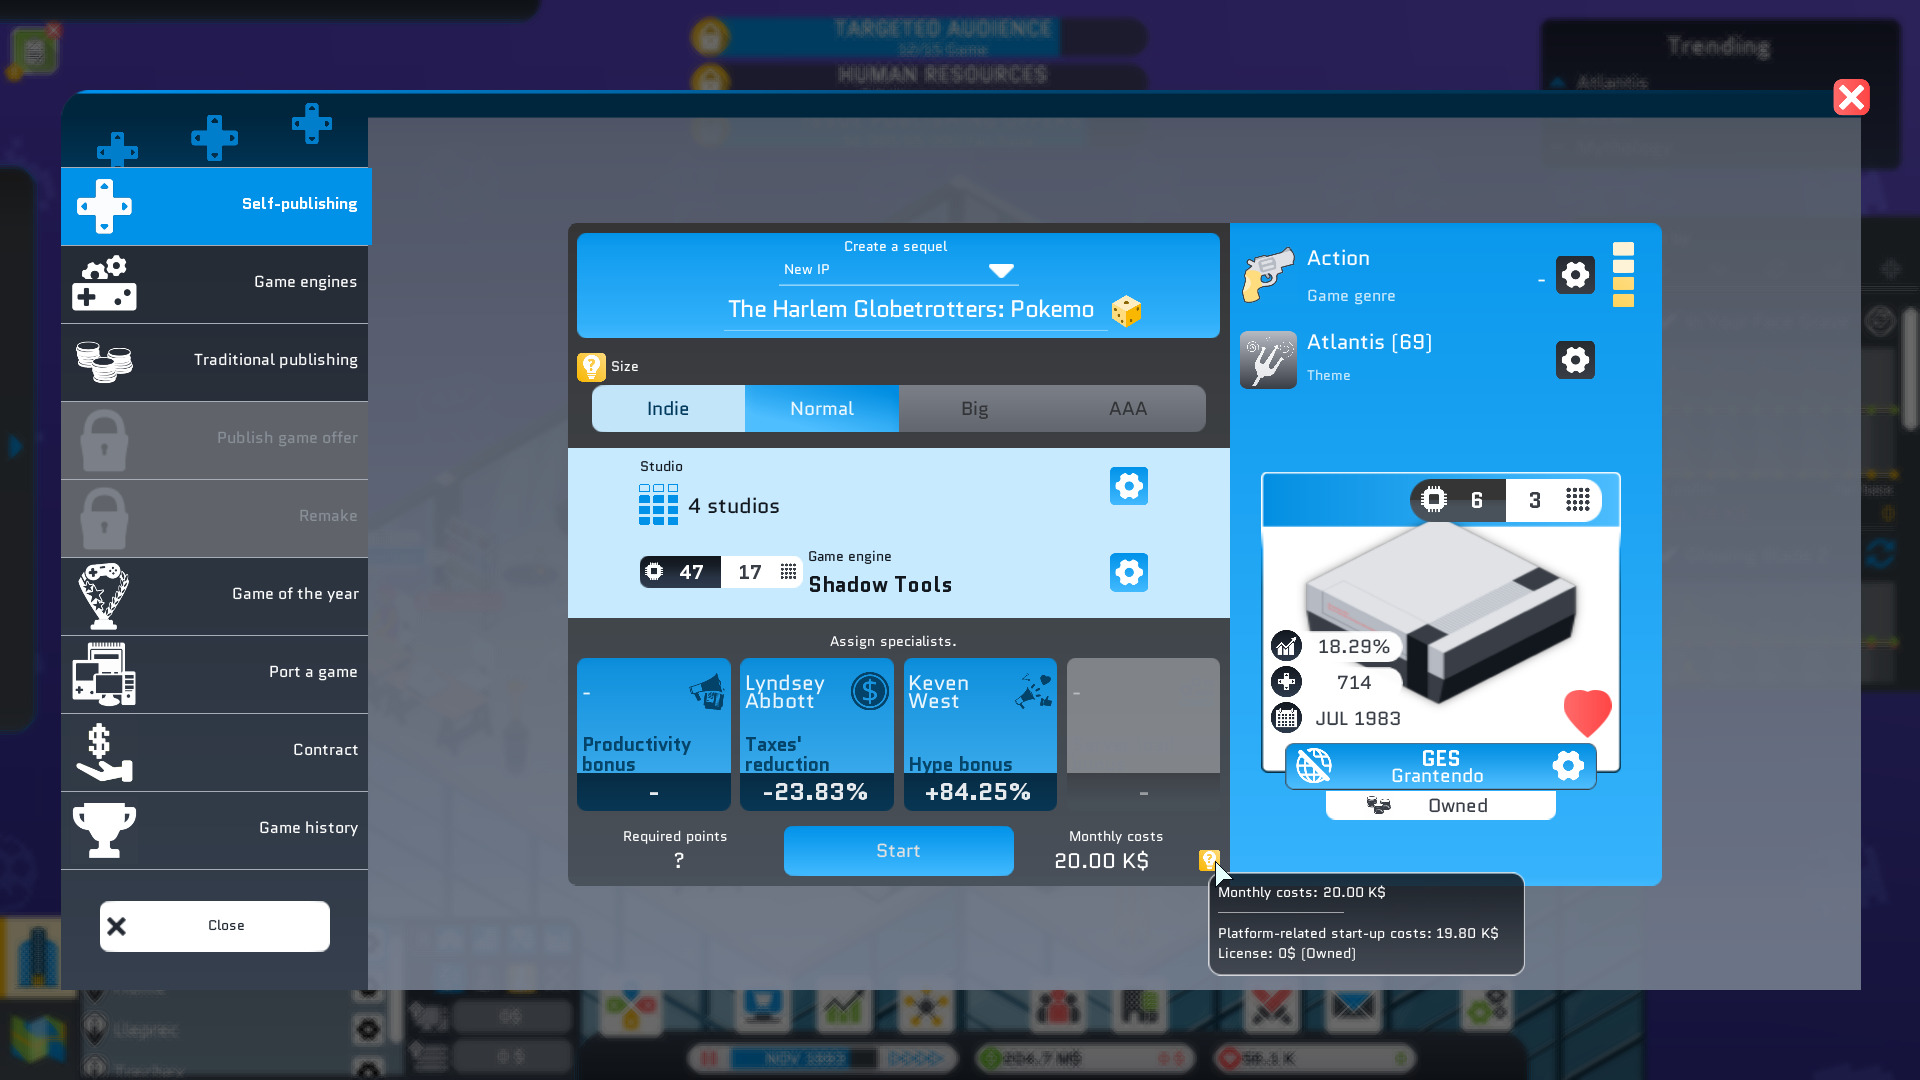 TARGETED AUDIENCE
12/15 Game
HUMAN RESOURCES
Trending
Atlantis
Self-publishing
Game engines
Traditional publishing
Publish game offer
Remake
Game of the year
Port a game
Contract
Game history
Close
Create a sequel
New IP
The Harlem Globetrotters: Pokemo
Size
Indie
Normal
Big
AAA
Studio
4 studios
Game engine
47
17
Shadow Tools
Assign specialists.
-
Productivity
bonus
-
Lyndsey
Abbott
Taxes'
reduction
-23.83%
Keven
West
Hype bonus
+84.25%
-
-
Required points
?
Start
Monthly costs
20.00 K$
Action
Game genre
-
Atlantis (69)
Theme
6
3
18.29%
714
JUL 1983
GES
Grantendo
Owned
Monthly costs: 20.00 K$
Platform-related start-up costs: 19.80 K$
License: 0$ (Owned)